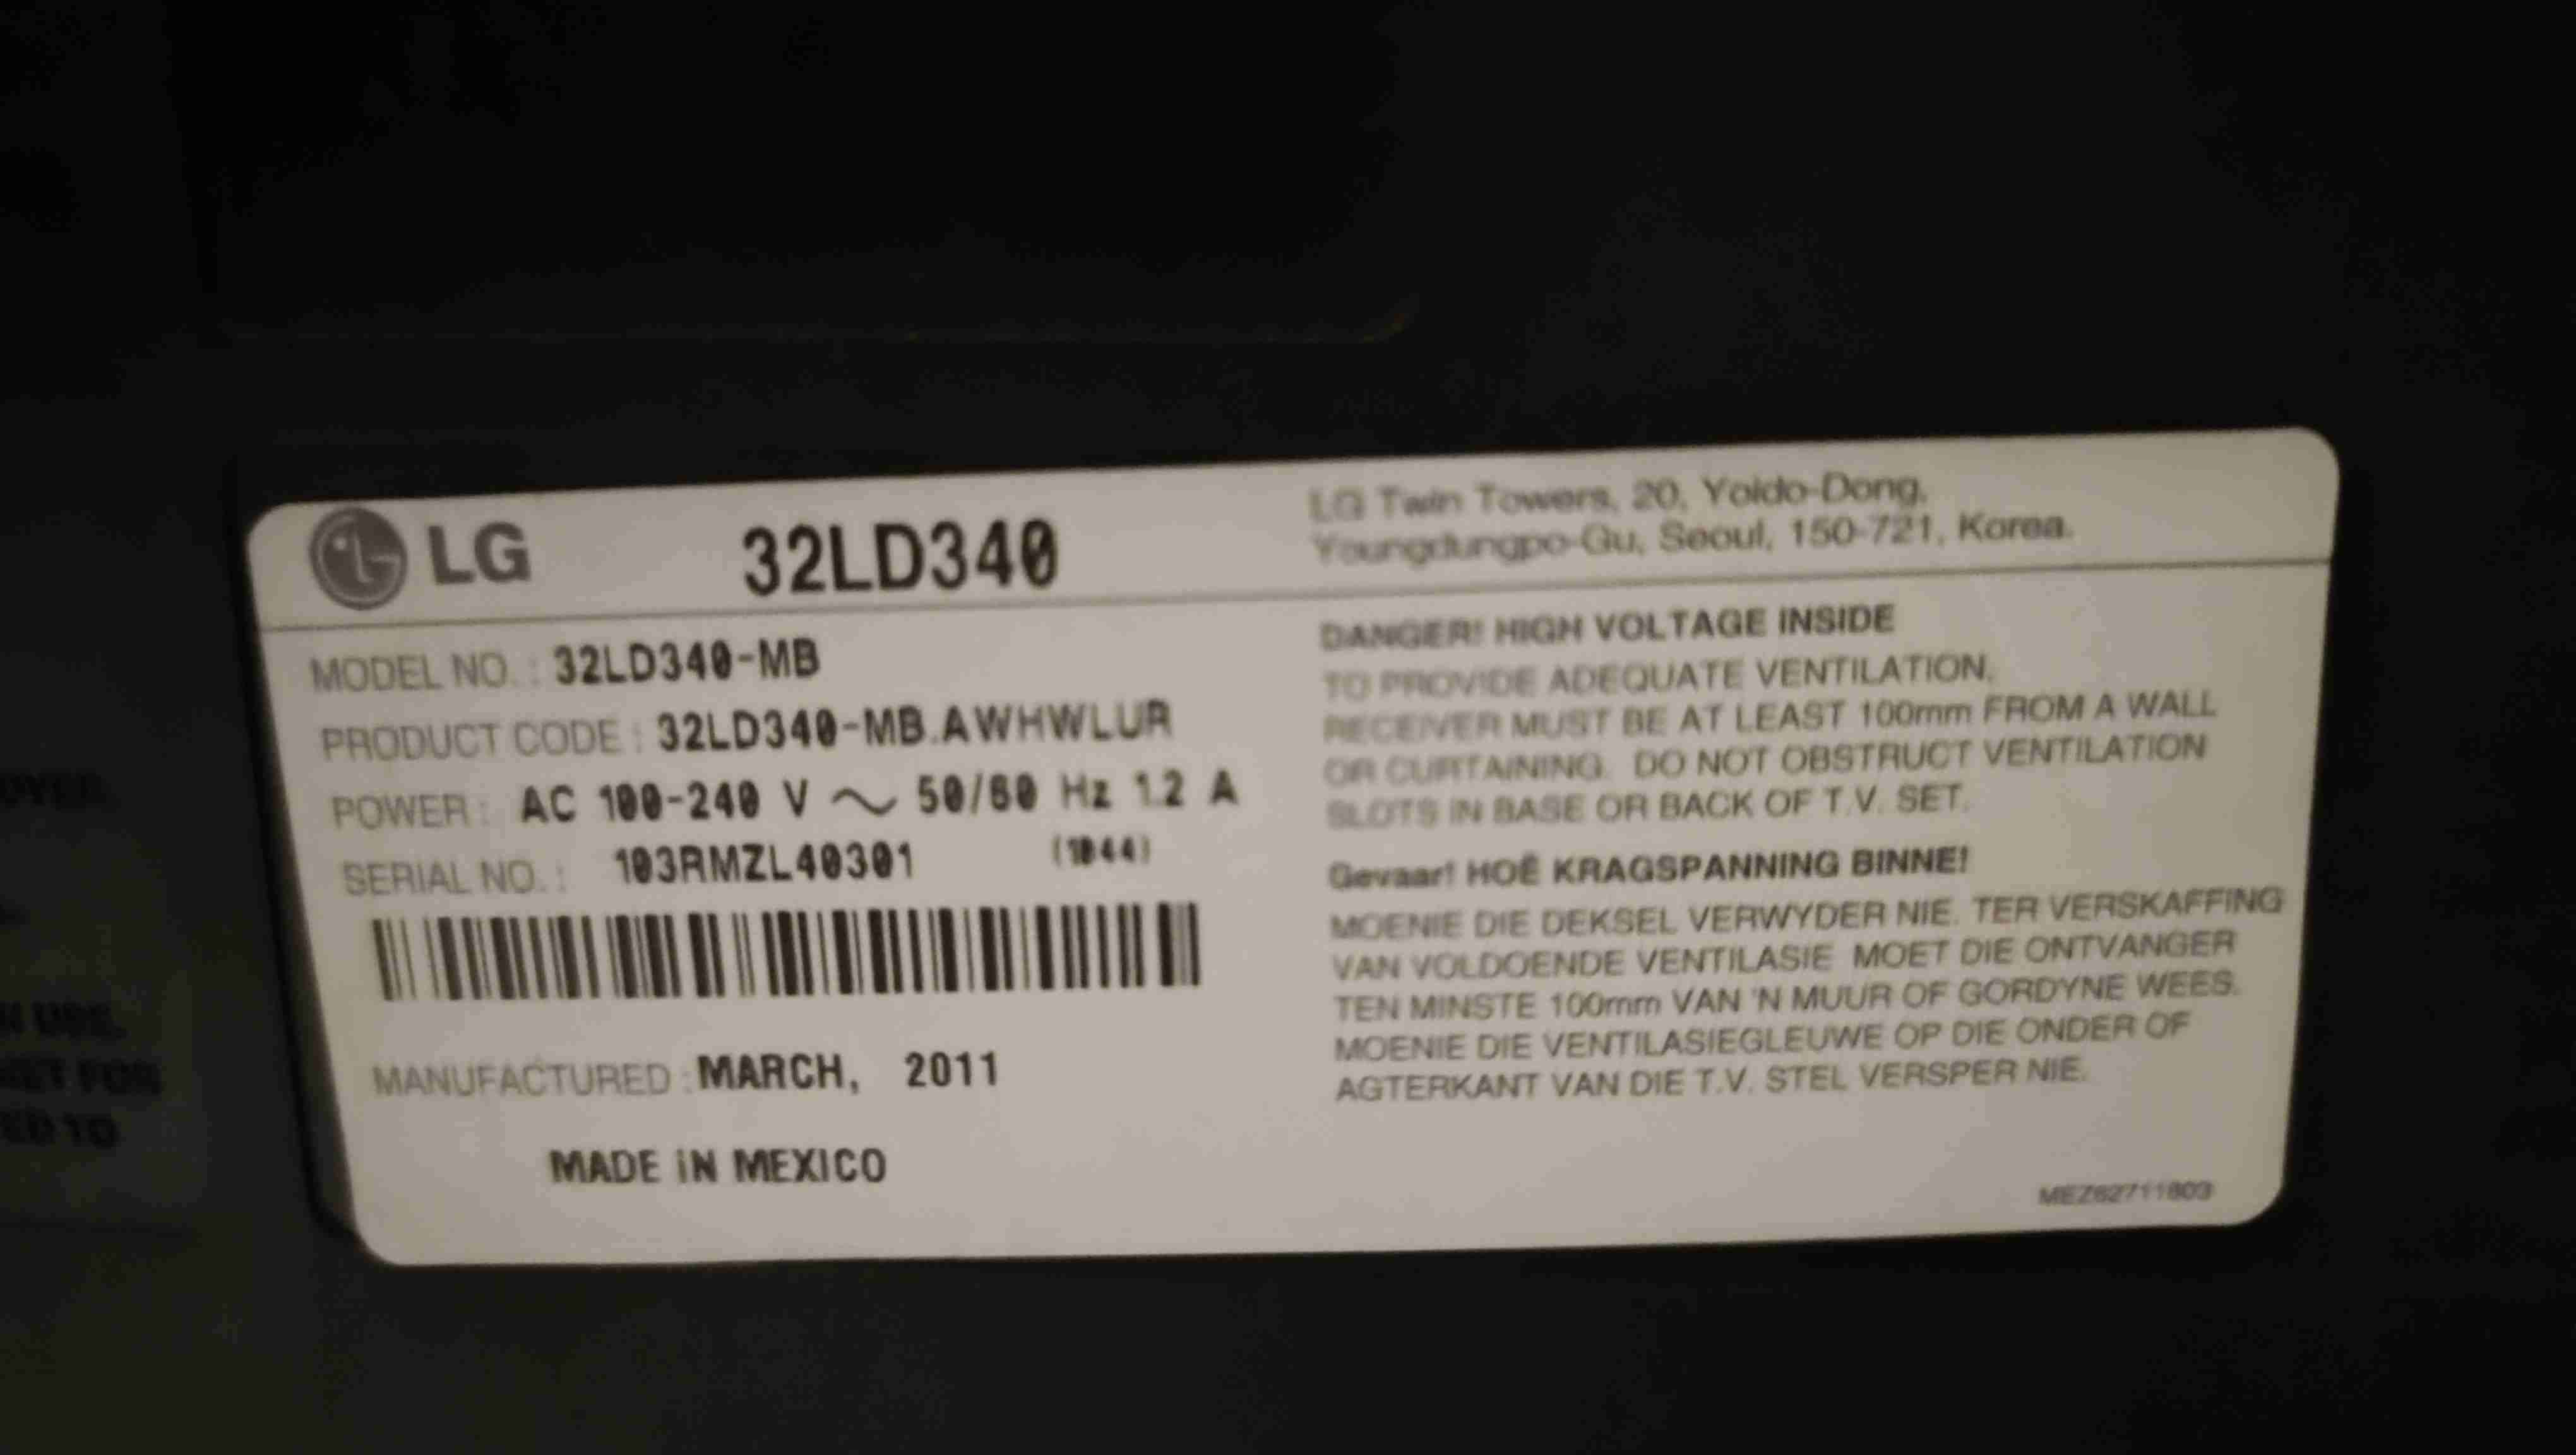 LG 32LD340
LG Twin Towers, 20, Yoido-Dong,
Youngdungpo-Gu, Seoul, 150-721, Korea.
MODEL NO. : 32LD340-MB
PRODUCT CODE : 32LD340-MB.AWHWLUR
POWER : AC 100-240 V ~ 50/60 Hz 1.2 A
SERIAL NO. : 103RMZL40301 (1044)
MANUFACTURED : MARCH, 2011
MADE IN MEXICO
DANGER! HIGH VOLTAGE INSIDE
TO PROVIDE ADEQUATE VENTILATION,
RECEIVER MUST BE AT LEAST 100mm FROM A WALL
OR CURTAINING. DO NOT OBSTRUCT VENTILATION
SLOTS IN BASE OR BACK OF T.V. SET.
Gevaar! HOË KRAGSPANNING BINNE!
MOENIE DIE DEKSEL VERWYDER NIE. TER VERSKAFFING
VAN VOLDOENDE VENTILASIE MOET DIE ONTVANGER
TEN MINSTE 100mm VAN 'N MUUR OF GORDYNE WEES.
MOENIE DIE VENTILASIEGLEUWE OP DIE ONDER OF
AGTERKANT VAN DIE T.V. STEL VERSPER NIE.
MEZ62711803
USE.
FOR
TO